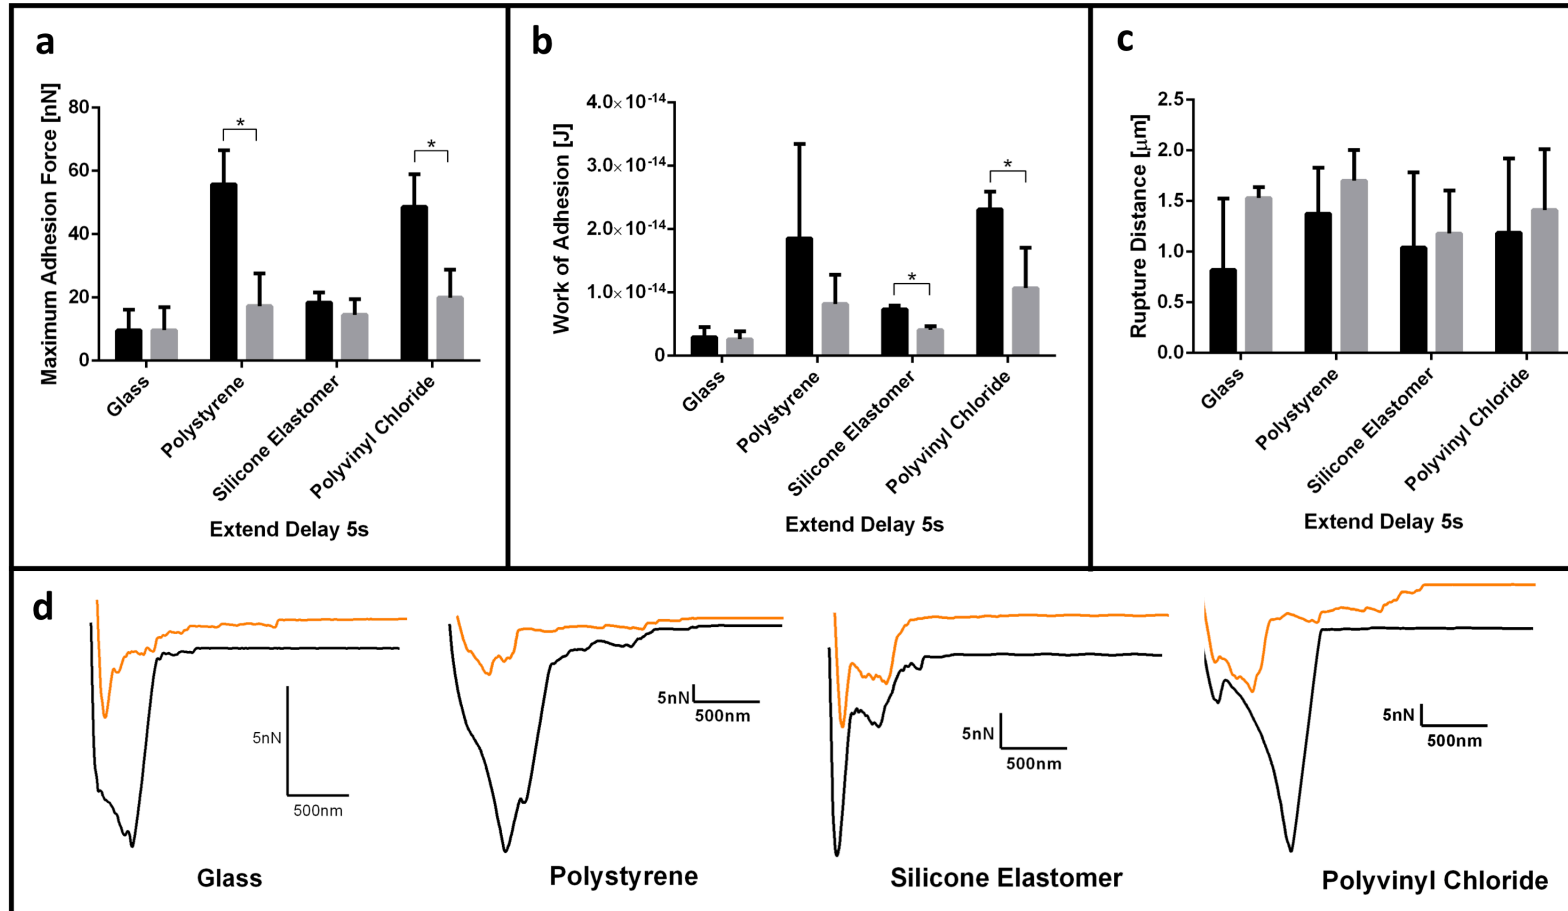 a
Maximum Adhesion Force [nN]
80
60
40
20
0
*
*
Glass
Polystyrene
Silicone Elastomer
Polyvinyl Chloride
Extend Delay 5s
b
Work of Adhesion [J]
4.0×10-14
3.0×10-14
2.0×10-14
1.0×10-14
0
*
*
Glass
Polystyrene
Silicone Elastomer
Polyvinyl Chloride
Extend Delay 5s
c
Rupture Distance [μm]
2.5
2.0
1.5
1.0
0.5
0.0
Glass
Polystyrene
Silicone Elastomer
Polyvinyl Chloride
Extend Delay 5s
d
5nN
500nm
Glass
5nN
500nm
Polystyrene
5nN
500nm
Silicone Elastomer
5nN
500nm
Polyvinyl Chloride